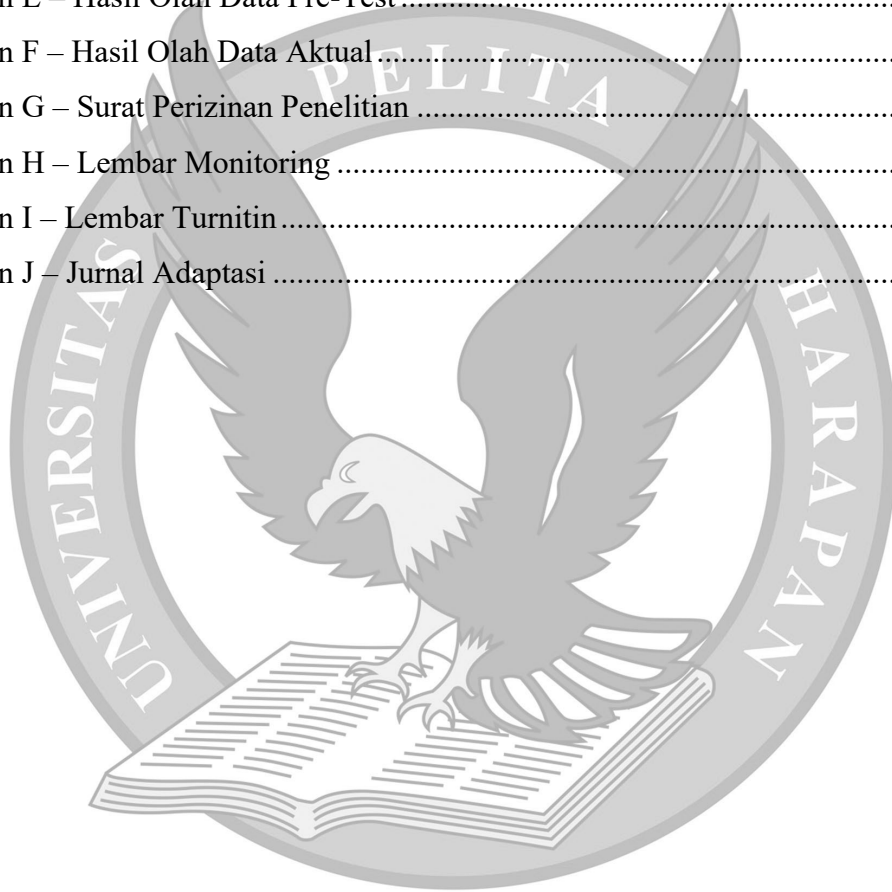 n E – Hasil Olah Data Pre-Test........................................................
n F – Hasil Olah Data Aktual........................................................
n G – Surat Perizinan Penelitian ........................................................
n H – Lembar Monitoring ........................................................
n I – Lembar Turnitin........................................................
n J – Jurnal Adaptasi ........................................................
UNIVERSITAS PELITA HARAPAN